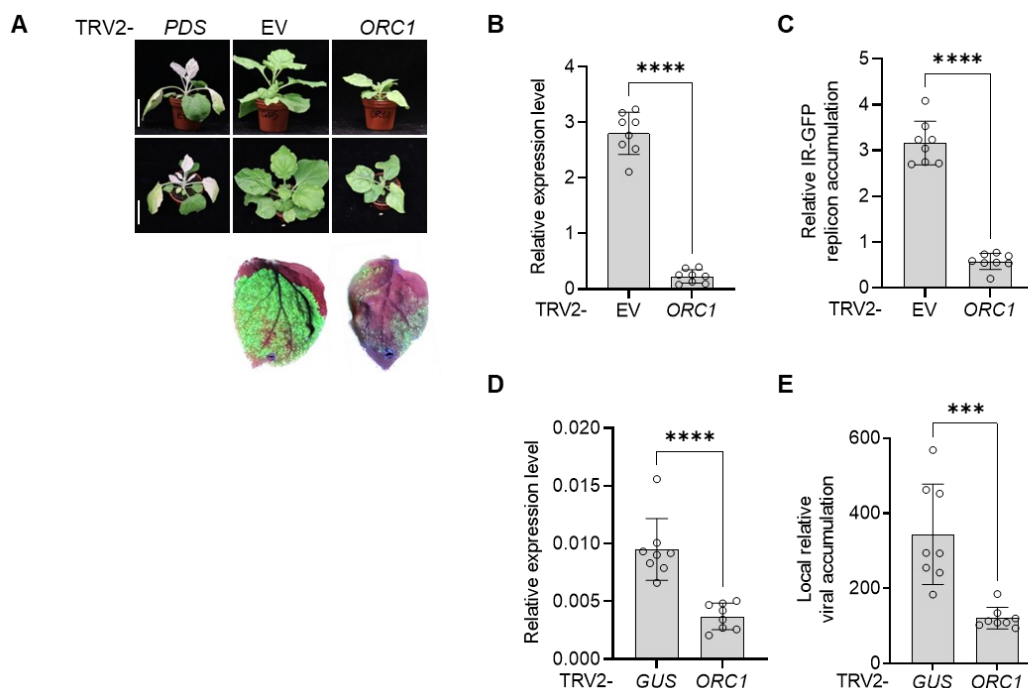 A
TRV2- PDS EV ORC1
B
Relative expression level
4
3
2
1
0
****
TRV2- EV ORC1
C
Relative IR-GFP
replicon accumulation
5
4
3
2
1
0
****
TRV2- EV ORC1
D
Relative expression level
0.020
0.015
0.010
0.005
0.000
****
TRV2- GUS ORC1
E
Local relative
viral accumulation
600
400
200
0
***
TRV2- GUS ORC1